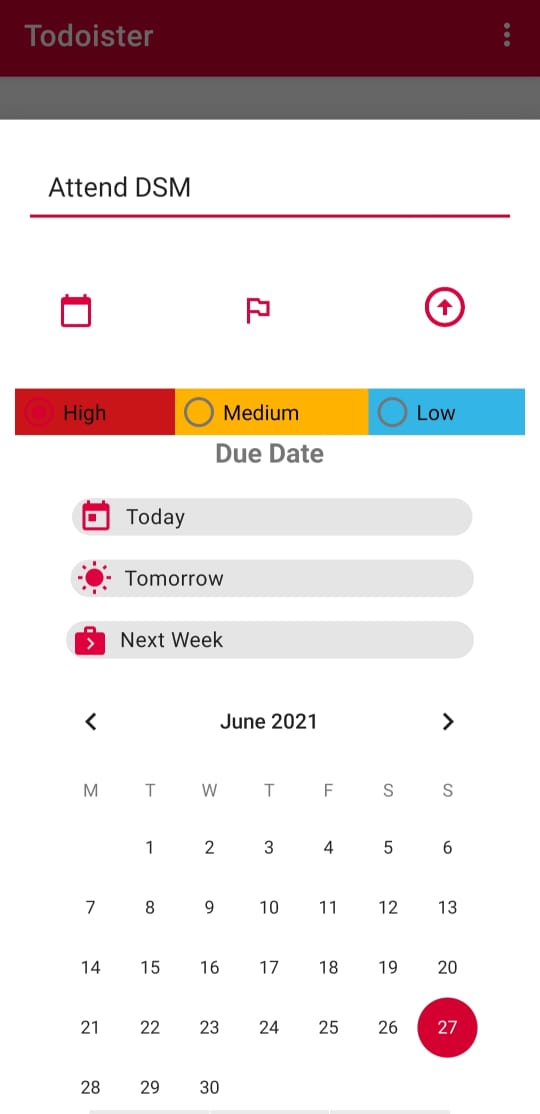 Todoister
Attend DSM
High Medium Low
Due Date
Today
Tomorrow
Next Week
June 2021
M T W T F S S
1 2 3 4 5 6
7 8 9 10 11 12 13
14 15 16 17 18 19 20
21 22 23 24 25 26 27
28 29 30